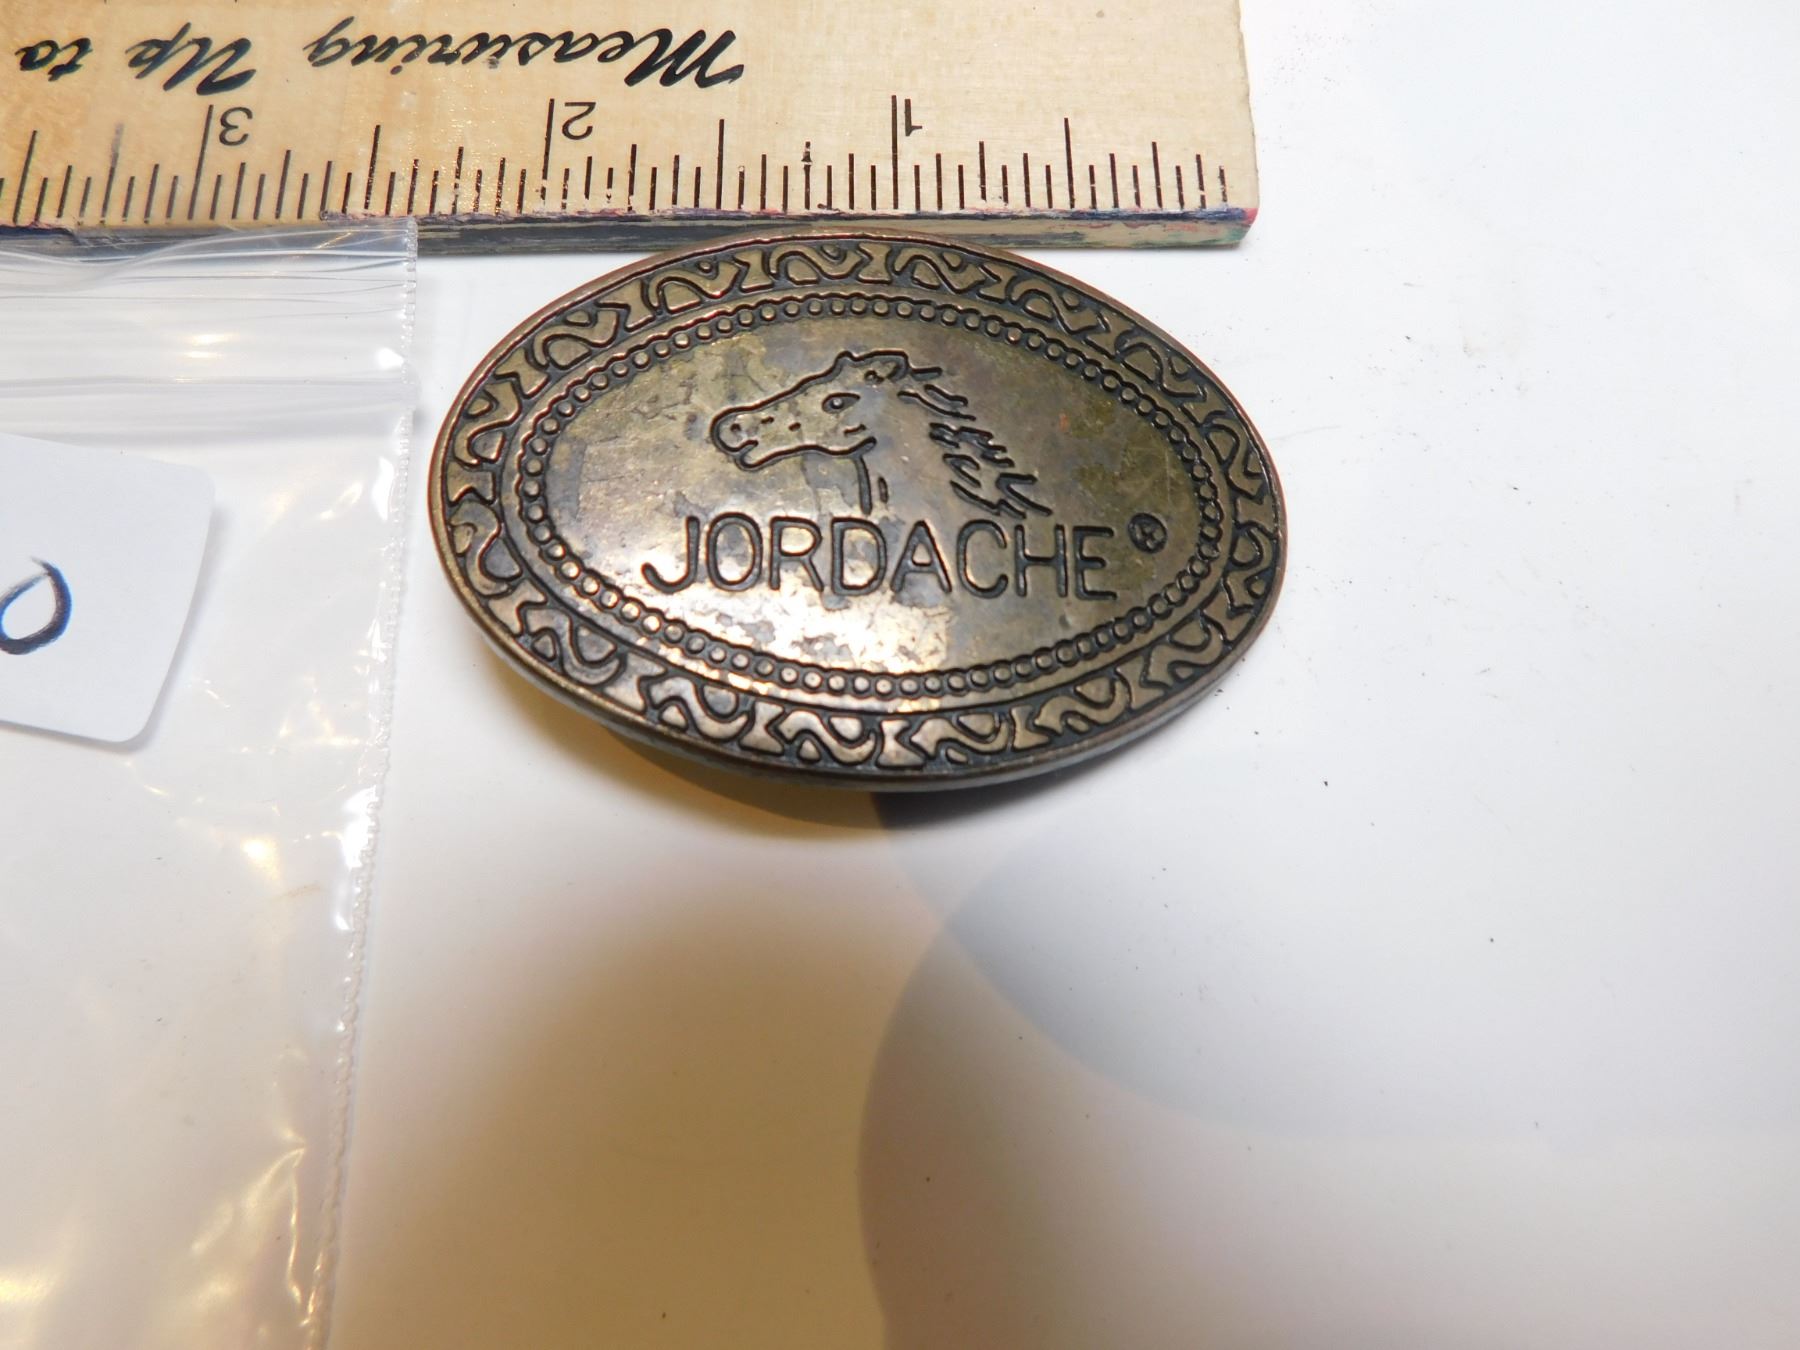 Measuring Up to
3 2 1
JORDACHE ®